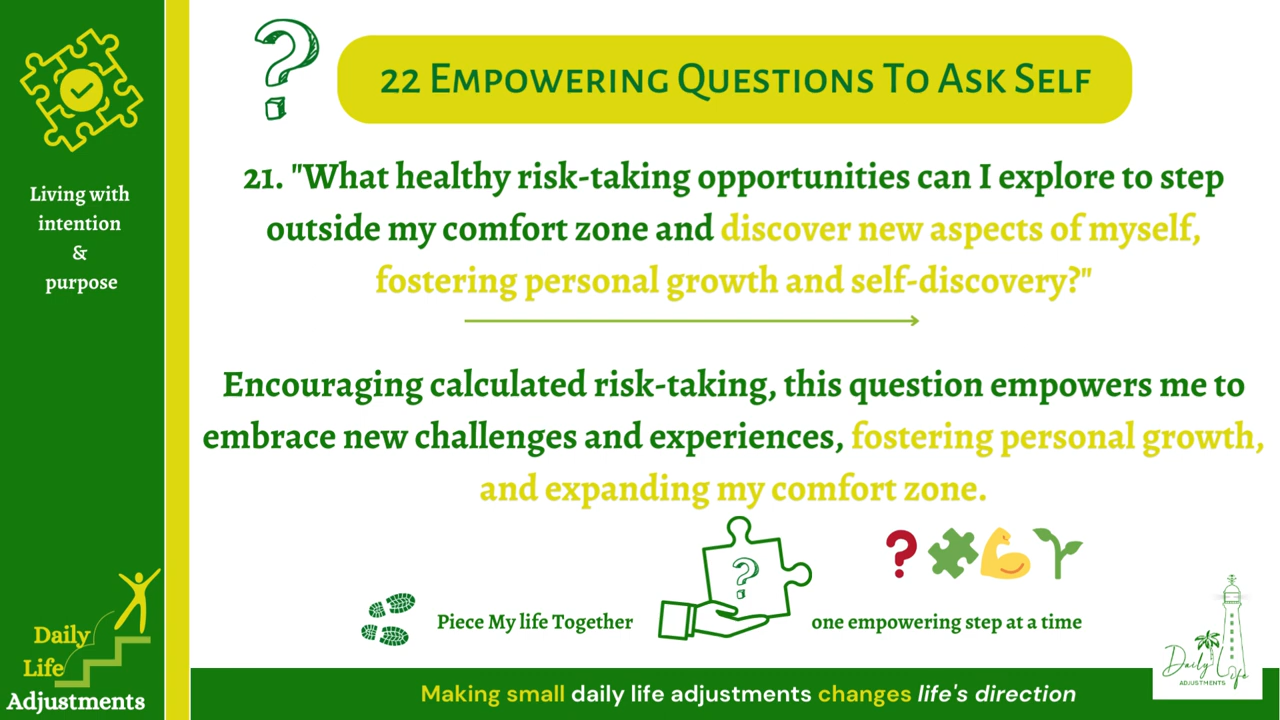 22 Empowering Questions To Ask Self
21. "What healthy risk-taking opportunities can I explore to step
outside my comfort zone and discover new aspects of myself,
fostering personal growth and self-discovery?"
Encouraging calculated risk-taking, this question empowers me to
embrace new challenges and experiences, fostering personal growth,
and expanding my comfort zone.
Living with
intention
&
purpose
?
?
Piece My life Together
one empowering step at a time
Daily
Life
Adjustments
Making small daily life adjustments changes life's direction
Daily Life
ADJUSTMENTS